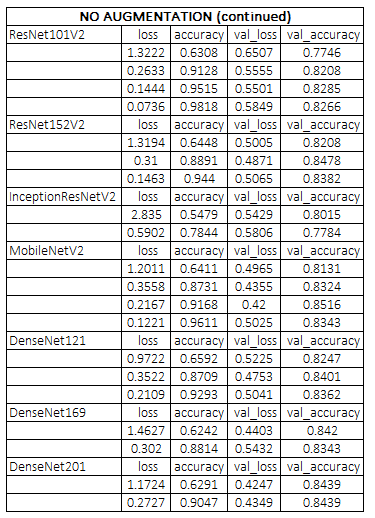 NO AUGMENTATION (continued)
ResNet101V2 loss accuracy val_loss val_accuracy
1.3222 0.6308 0.6507 0.7746
0.2633 0.9128 0.5555 0.8208
0.1444 0.9515 0.5501 0.8285
0.0736 0.9818 0.5849 0.8266
ResNet152V2 loss accuracy val_loss val_accuracy
1.3194 0.6448 0.5005 0.8208
0.31 0.8891 0.4871 0.8478
0.1463 0.944 0.5065 0.8382
InceptionResNetV2 loss accuracy val_loss val_accuracy
2.835 0.5479 0.5429 0.8015
0.5902 0.7844 0.5806 0.7784
MobileNetV2 loss accuracy val_loss val_accuracy
1.2011 0.6411 0.4965 0.8131
0.3558 0.8731 0.4355 0.8324
0.2167 0.9168 0.42 0.8516
0.1221 0.9611 0.5025 0.8343
DenseNet121 loss accuracy val_loss val_accuracy
0.9722 0.6592 0.5225 0.8247
0.3522 0.8709 0.4753 0.8401
0.2109 0.9293 0.5041 0.8362
DenseNet169 loss accuracy val_loss val_accuracy
1.4627 0.6242 0.4403 0.842
0.302 0.8814 0.5432 0.8343
DenseNet201 loss accuracy val_loss val_accuracy
1.1724 0.6291 0.4247 0.8439
0.2727 0.9047 0.4349 0.8439